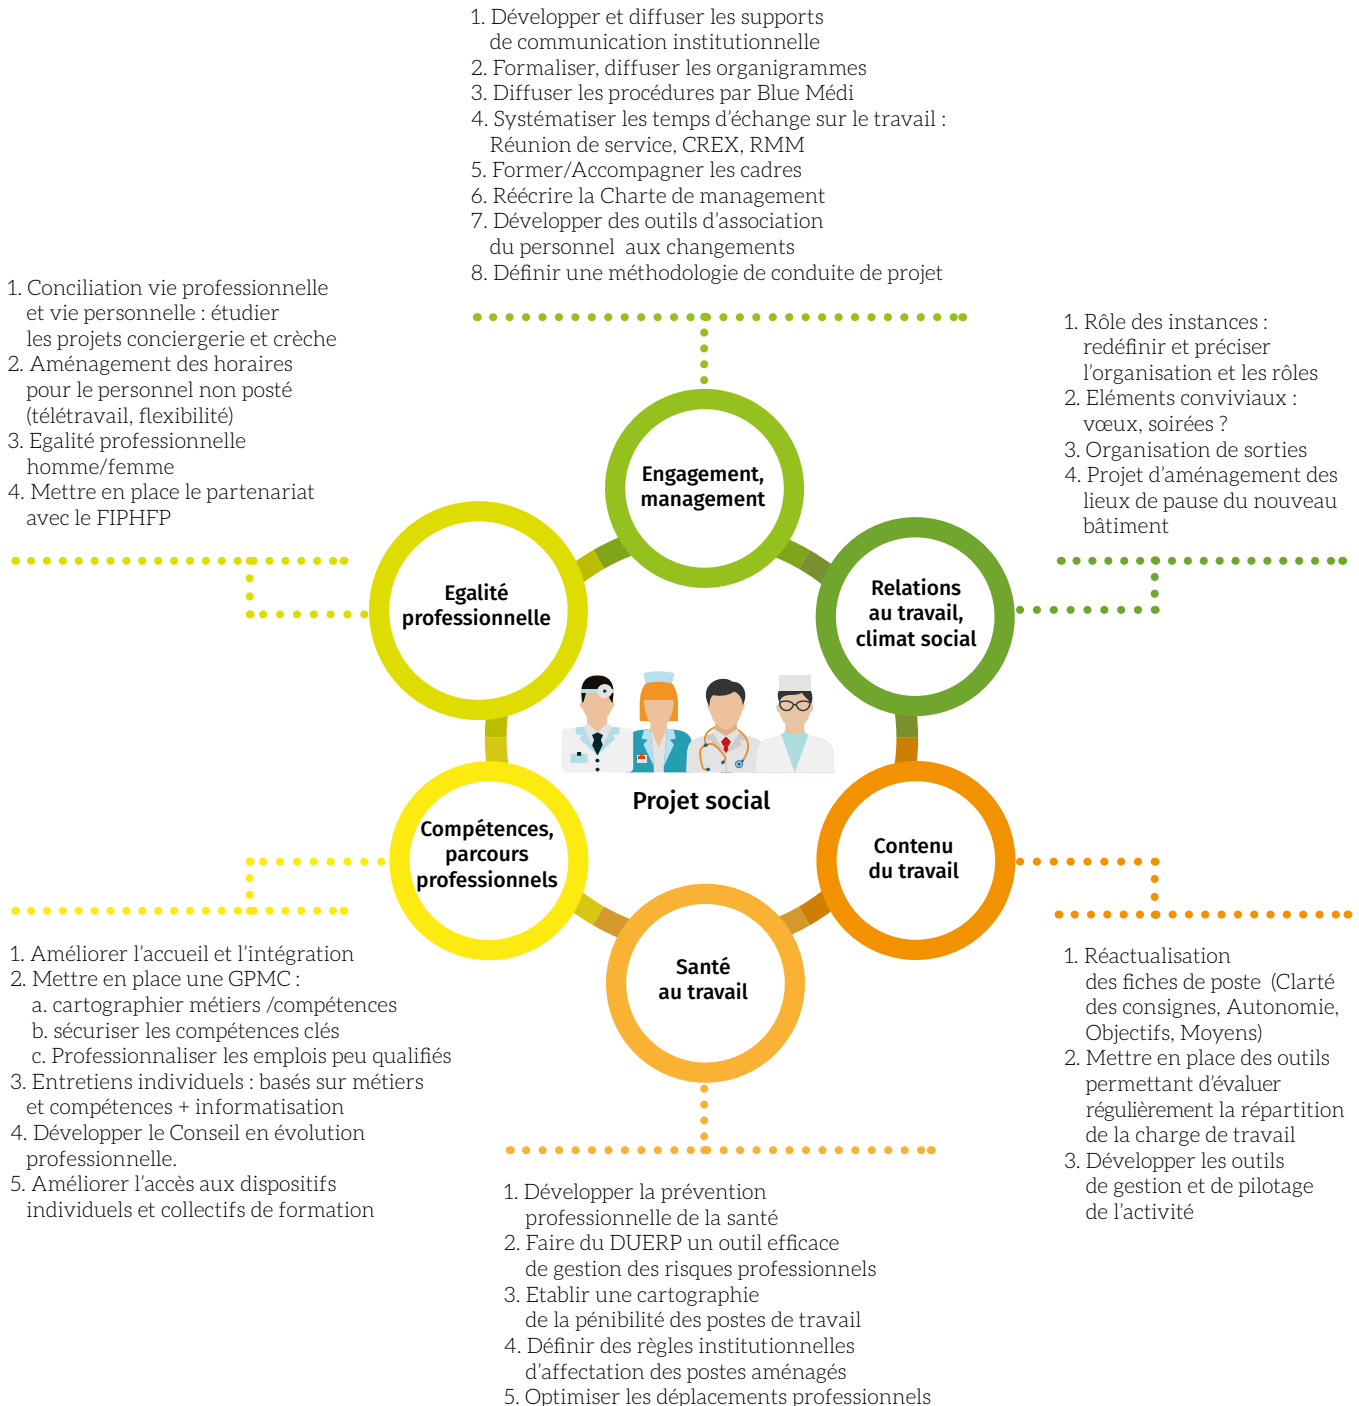 1. Développer et diffuser les supports
de communication institutionnelle
2. Formaliser, diffuser les organigrammes
3. Diffuser les procédures par Blue Médi
4. Systématiser les temps d'échange sur le travail :
Réunion de service, CREX, RMM
5. Former/Accompagner les cadres
6. Réécrire la Charte de management
7. Développer des outils d'association
du personnel aux changements
8. Définir une méthodologie de conduite de projet
1. Conciliation vie professionnelle
et vie personnelle : étudier
les projets conciergerie et crèche
2. Aménagement des horaires
pour le personnel non posté
(télétravail, flexibilité)
3. Egalité professionnelle
homme/femme
4. Mettre en place le partenariat
avec le FIPHFP
1. Rôle des instances :
redéfinir et préciser
l'organisation et les rôles
2. Eléments conviviaux :
vœux, soirées ?
3. Organisation de sorties
4. Projet d'aménagement des
lieux de pause du nouveau
bâtiment
Engagement,
management
Egalité
professionnelle
Relations
au travail,
climat social
Projet social
Compétences,
parcours
professionnels
Contenu
du travail
Santé
au travail
1. Améliorer l'accueil et l'intégration
2. Mettre en place une GPMC :
a. cartographier métiers /compétences
b. sécuriser les compétences clés
c. Professionnaliser les emplois peu qualifiés
3. Entretiens individuels : basés sur métiers
et compétences + informatisation
4. Développer le Conseil en évolution
professionnelle.
5. Améliorer l'accès aux dispositifs
individuels et collectifs de formation
1. Réactualisation
des fiches de poste (Clarté
des consignes, Autonomie,
Objectifs, Moyens)
2. Mettre en place des outils
permettant d'évaluer
régulièrement la répartition
de la charge de travail
3. Développer les outils
de gestion et de pilotage
de l'activité
1. Développer la prévention
professionnelle de la santé
2. Faire du DUERP un outil efficace
de gestion des risques professionnels
3. Etablir une cartographie
de la pénibilité des postes de travail
4. Définir des règles institutionnelles
d'affectation des postes aménagés
5. Optimiser les déplacements professionnels